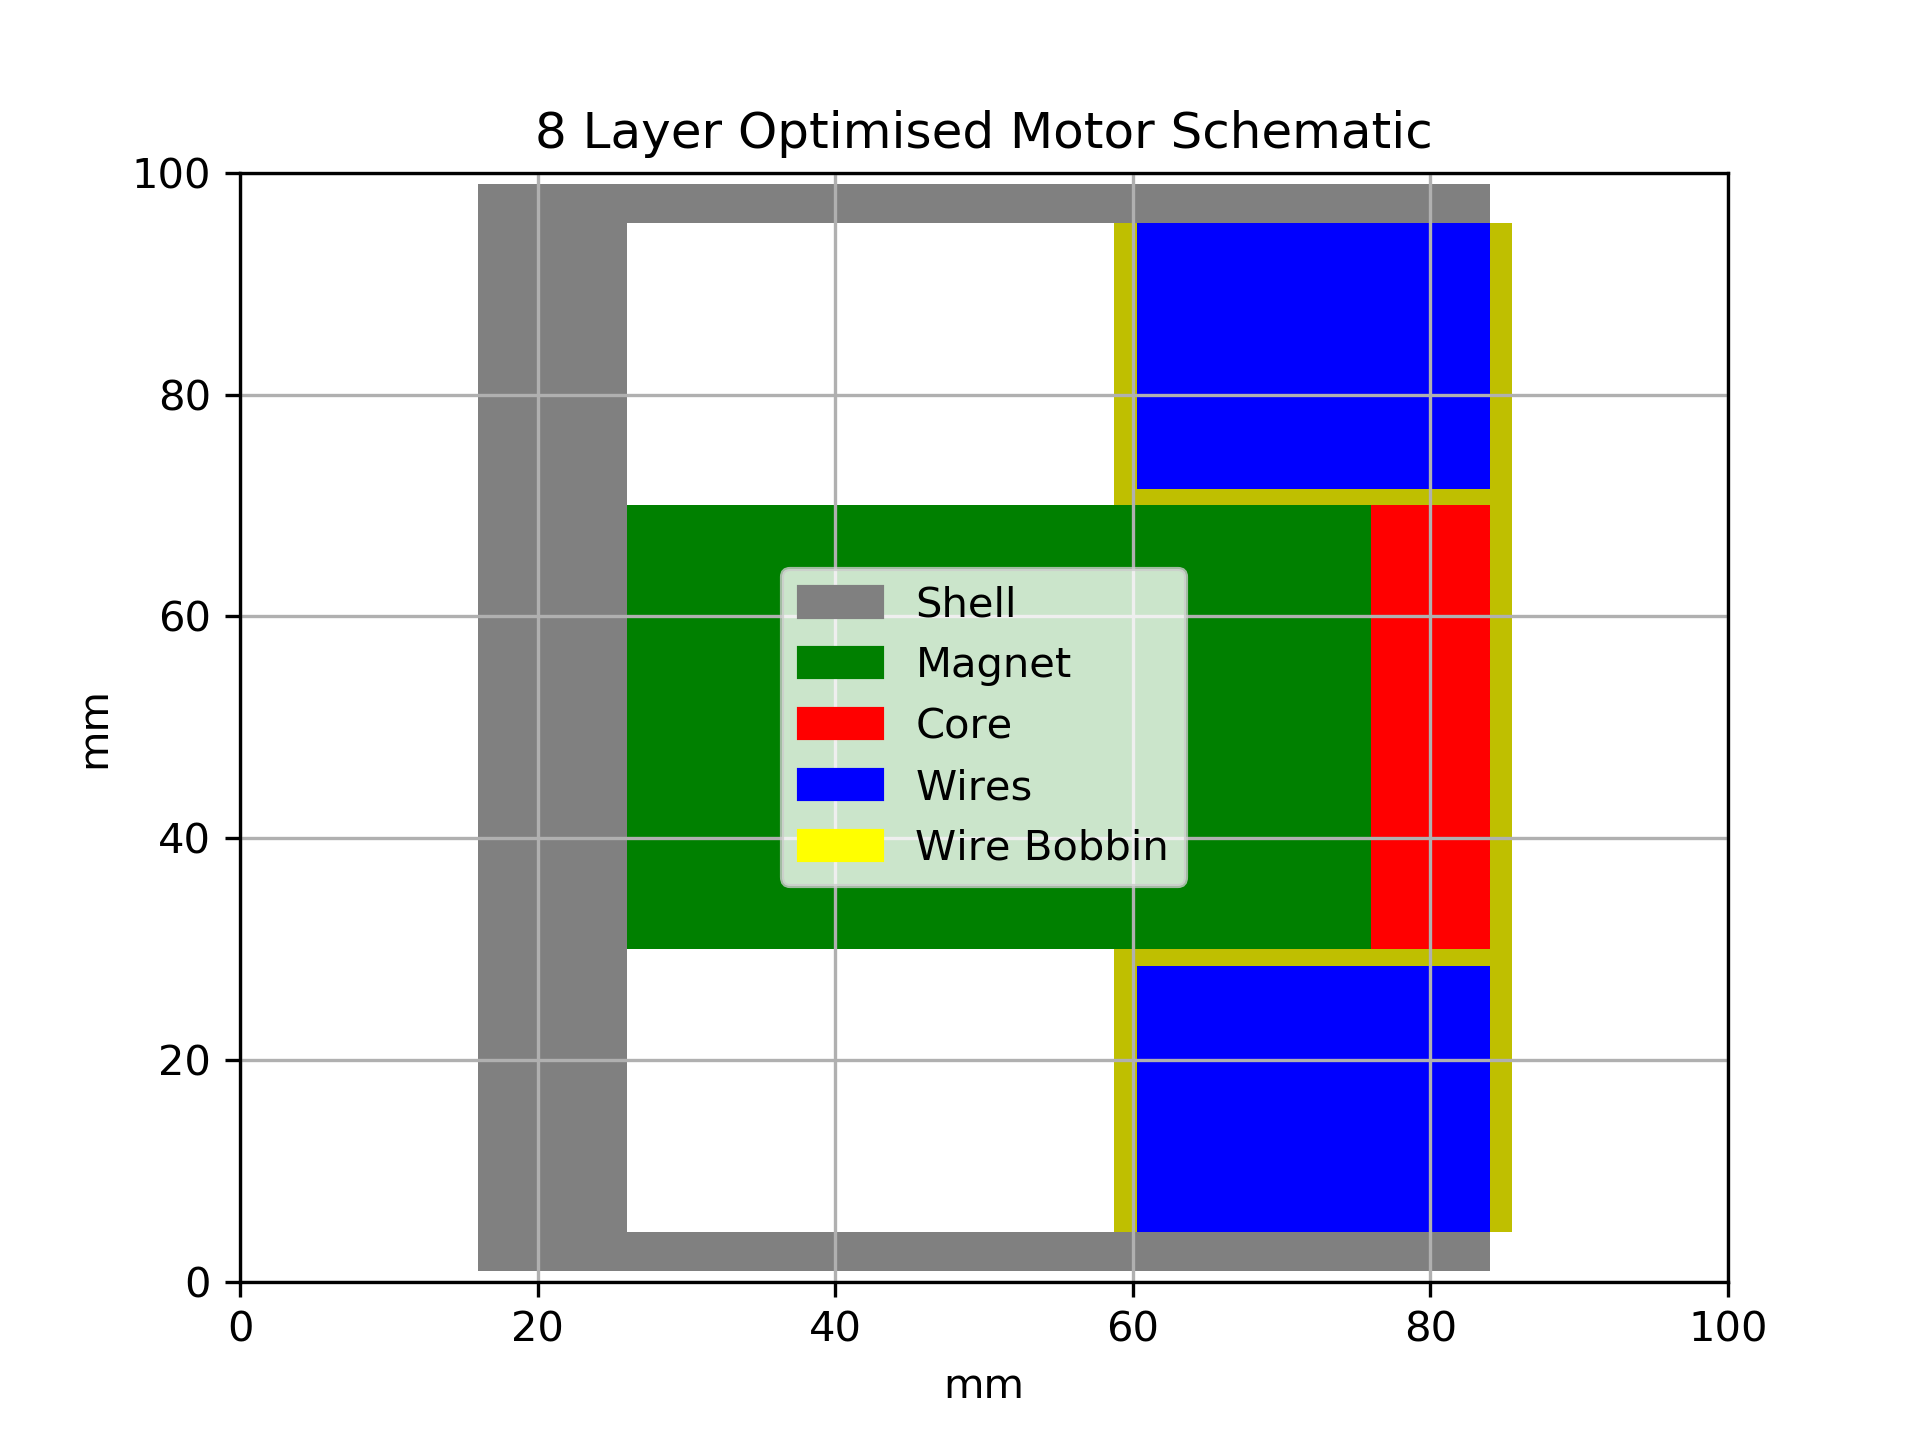 8 Layer Optimised Motor Schematic
100
80
60
40
20
0
mm
Shell
Magnet
Core
Wires
Wire Bobbin
0 20 40 60 80 100
mm